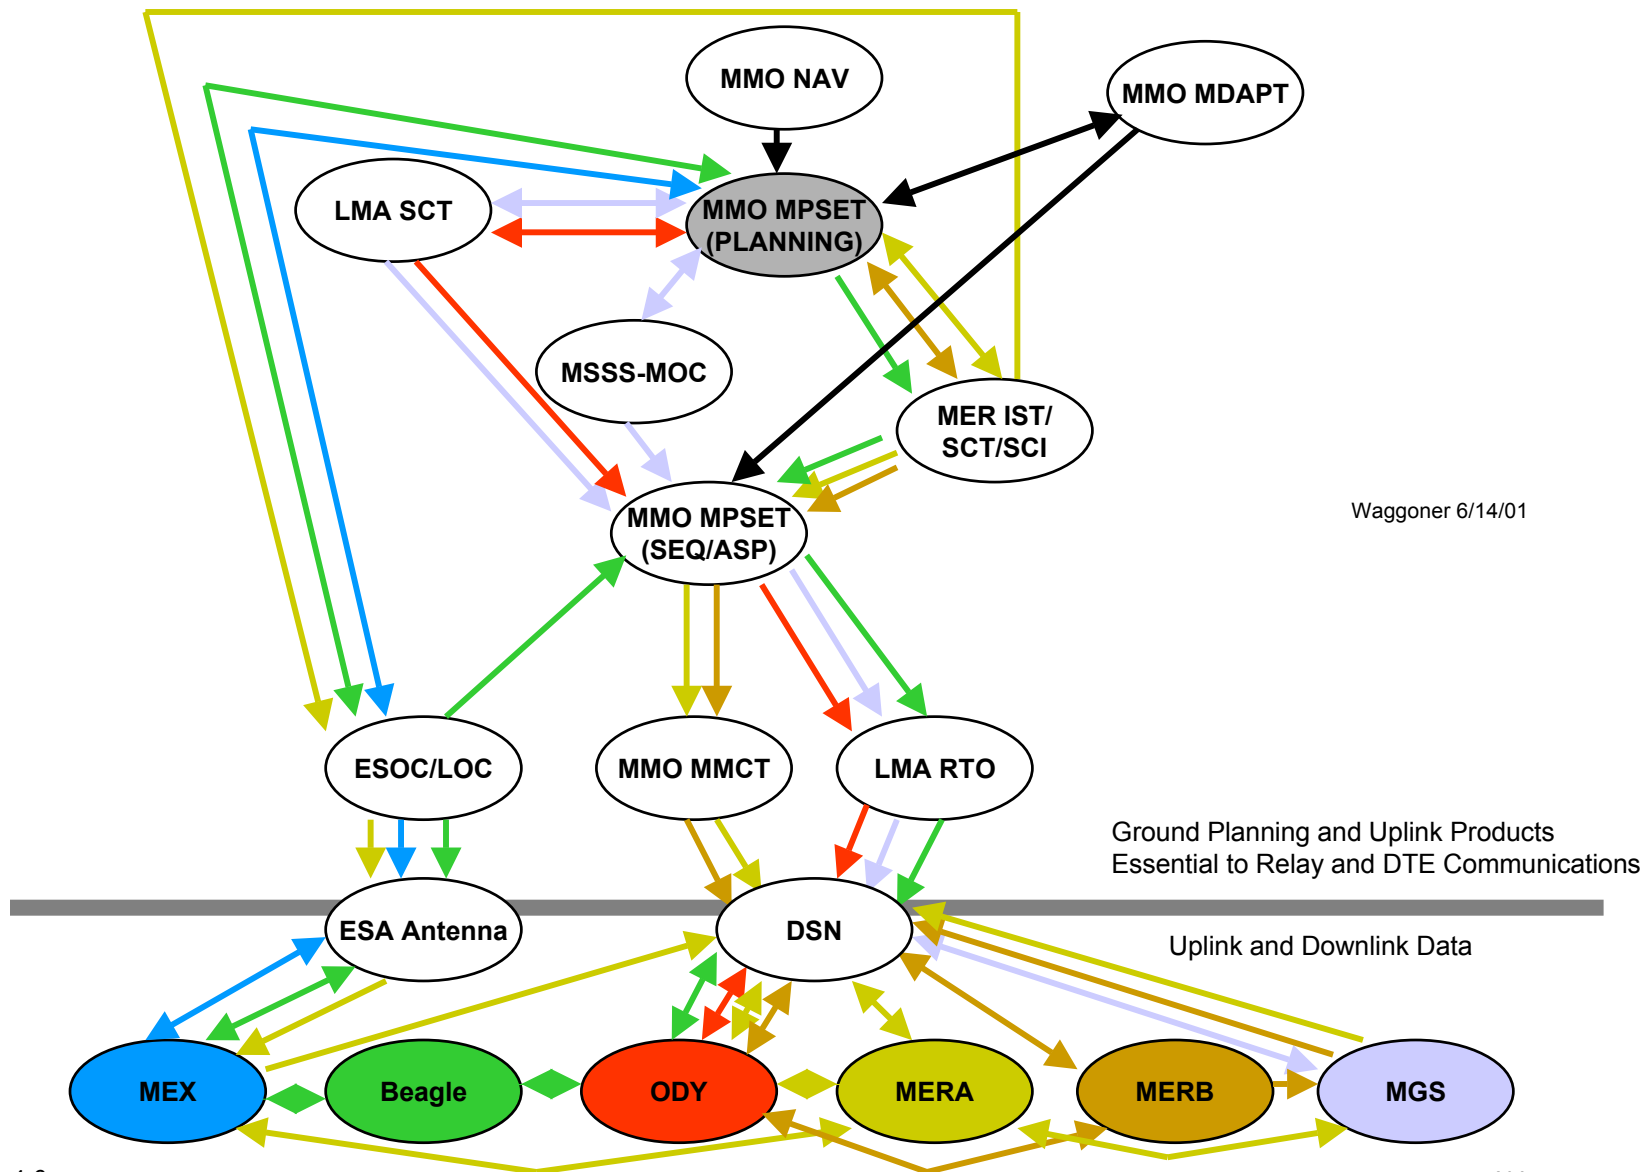 MMO NAV
MMO MDAPT
LMA SCT
MMO MPSET
(PLANNING)
MSSS-MOC
MER IST/
SCT/SCI
MMO MPSET
(SEQ/ASP)
Waggoner 6/14/01
ESOC/LOC
MMO MMCT
LMA RTO
Ground Planning and Uplink Products
Essential to Relay and DTE Communications
ESA Antenna
DSN
Uplink and Downlink Data
MEX
Beagle
ODY
MERA
MERB
MGS